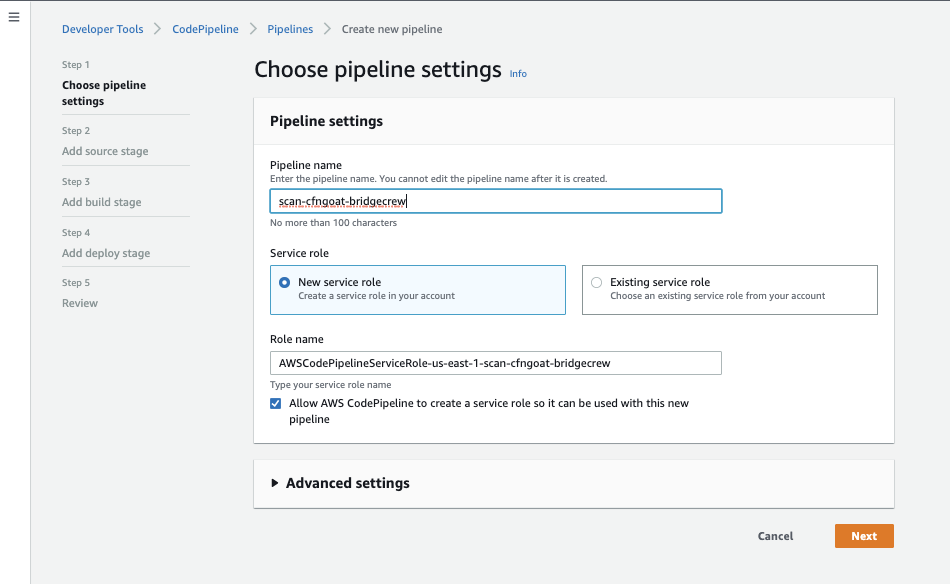 Developer Tools > CodePipeline > Pipelines > Create new pipeline
Step 1
Choose pipeline
settings
Step 2
Add source stage
Step 3
Add build stage
Step 4
Add deploy stage
Step 5
Review
Choose pipeline settings Info
Pipeline settings
Pipeline name
Enter the pipeline name. You cannot edit the pipeline name after it is created.
scan-cfngoat-bridgecrew
No more than 100 characters
Service role
New service role
Create a service role in your account
Existing service role
Choose an existing service role from your account
Role name
AWSCodePipelineServiceRole-us-east-1-scan-cfngoat-bridgecrew
Type your service role name
Allow AWS CodePipeline to create a service role so it can be used with this new
pipeline
Advanced settings
Cancel
Next